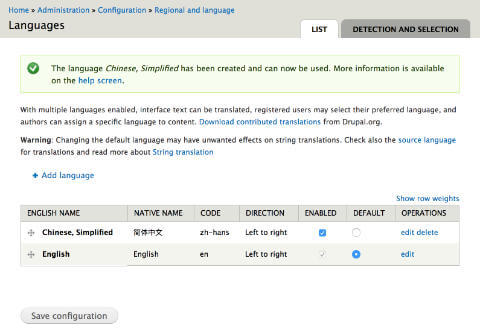 Home » Administration » Configuration » Regional and language
Languages
LIST
DETECTION AND SELECTION
The language Chinese, Simplified has been created and can now be used. More information is available
on the help screen.
With multiple languages enabled, interface text can be translated, registered users may select their preferred language, and
authors can assign a specific language to content. Download contributed translations from Drupal.org.
Warning: Changing the default language may have unwanted effects on string translations. Check also the source language
for translations and read more about String translation
+ Add language
Show row weights
ENGLISH NAME NATIVE NAME CODE DIRECTION ENABLED DEFAULT OPERATIONS
Chinese, Simplified 简体中文 zh-hans Left to right edit delete
English English en Left to right edit
Save configuration